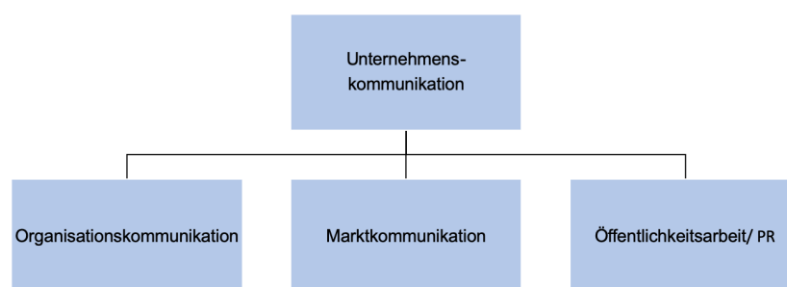 Unternehmens-
kommunikation
Organisationskommunikation
Marktkommunikation
Öffentlichkeitsarbeit/ PR